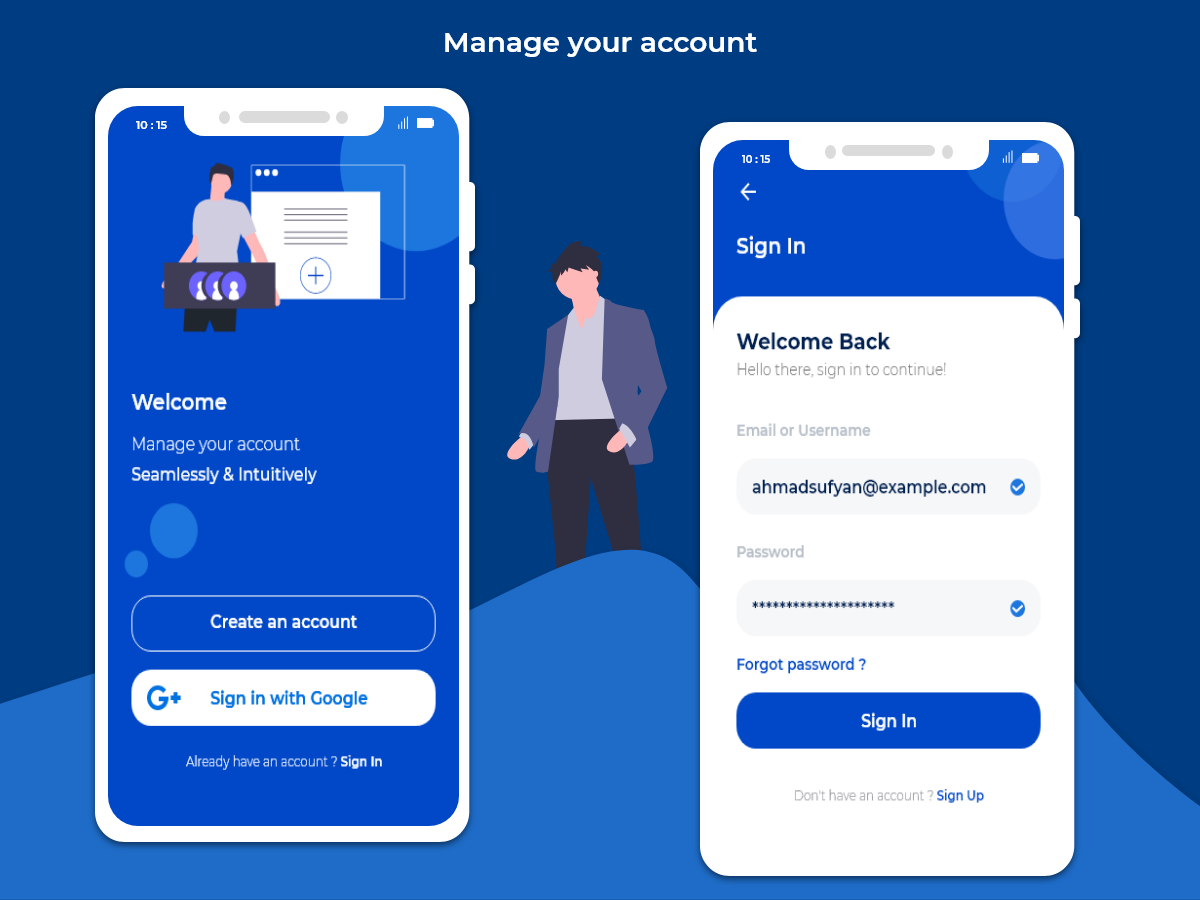 Manage your account
10 : 15
Welcome
Manage your account
Seamlessly & Intuitively
Create an account
G+ Sign in with Google
Already have an account ? Sign In
10 : 15
Sign In
Welcome Back
Hello there, sign in to continue!
Email or Username
ahmadsufyan@example.com
Password
*********************
Forgot password ?
Sign In
Don't have an account ? Sign Up